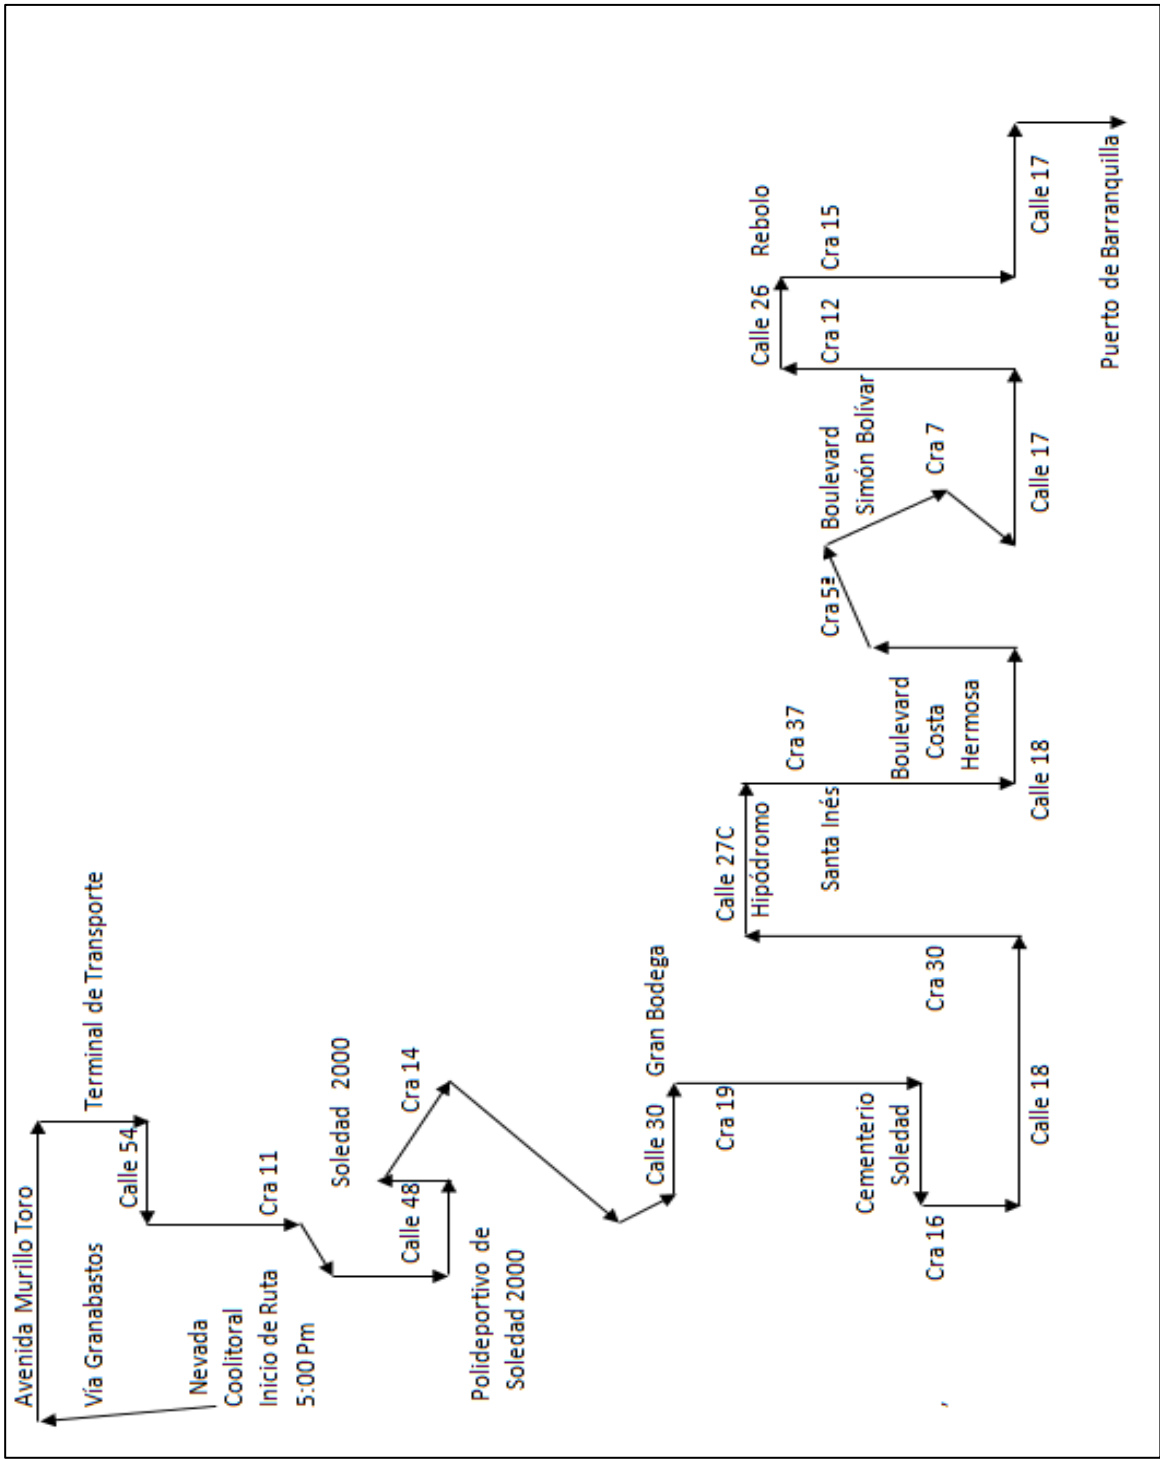 Avenida Murillo Toro
Vía Granabastos
Terminal de Transporte
Calle 54
Nevada
Coolitoral
Inicio de Ruta
5:00 Pm
Cra 11
Soledad 2000
Calle 48
Cra 14
Polideportivo de
Soledad 2000
Calle 30
Gran Bodega
Cra 19
Cementerio
Soledad
Cra 16
Calle 18
Cra 30
Calle 27C
Hipódromo
Cra 37
Santa Inés
Calle 18
Boulevard
Costa
Hermosa
Cra 5ª
Boulevard
Simón Bolívar
Cra 7
Calle 17
Cra 12
Calle 26
Rebolo
Cra 15
Calle 17
Puerto de Barranquilla
,